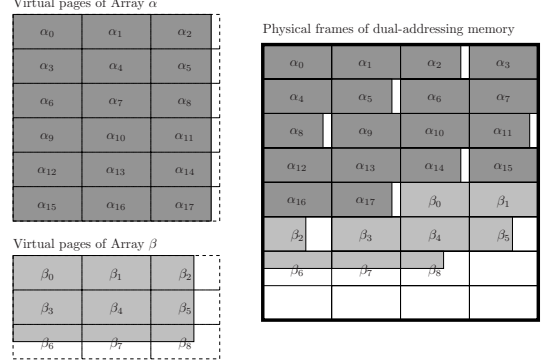 Virtual pages of Array α
α₀ α₁ α₂
α₃ α₄ α₅
α₆ α₇ α₈
α₉ α₁₀ α₁₁
α₁₂ α₁₃ α₁₄
α₁₅ α₁₆ α₁₇
Virtual pages of Array β
β₀ β₁ β₂
β₃ β₄ β₅
β₆ β₇ β₈
Physical frames of dual-addressing memory
α₀ α₁ α₂ α₃
α₄ α₅ α₆ α₇
α₈ α₉ α₁₀ α₁₁
α₁₂ α₁₃ α₁₄ α₁₅
α₁₆ α₁₇ β₀ β₁
β₂ β₃ β₄ β₅
β₆ β₇ β₈